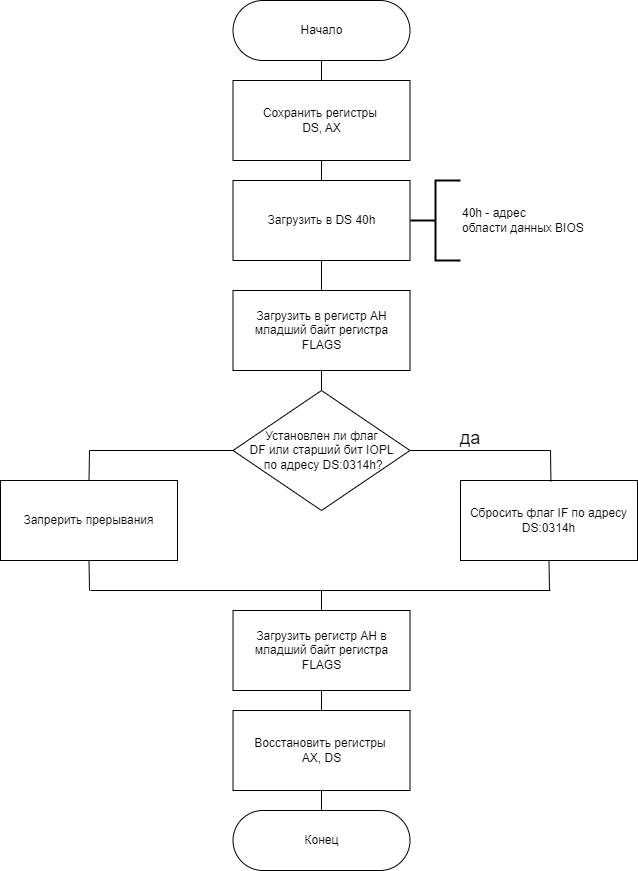 Начало
Сохранить регистры
DS, AX
Загрузить в DS 40h
40h - адрес
области данных BIOS
Загрузить в регистр AH
младший байт регистра
FLAGS
Установлен ли флаг
DF или старший бит IOPL
по адресу DS:0314h?
да
Запрерить прерывания
Сбросить флаг IF по адресу
DS:0314h
Загрузить регистр AH в
младший байт регистра
FLAGS
Восстановить регистры
AX, DS
Конец